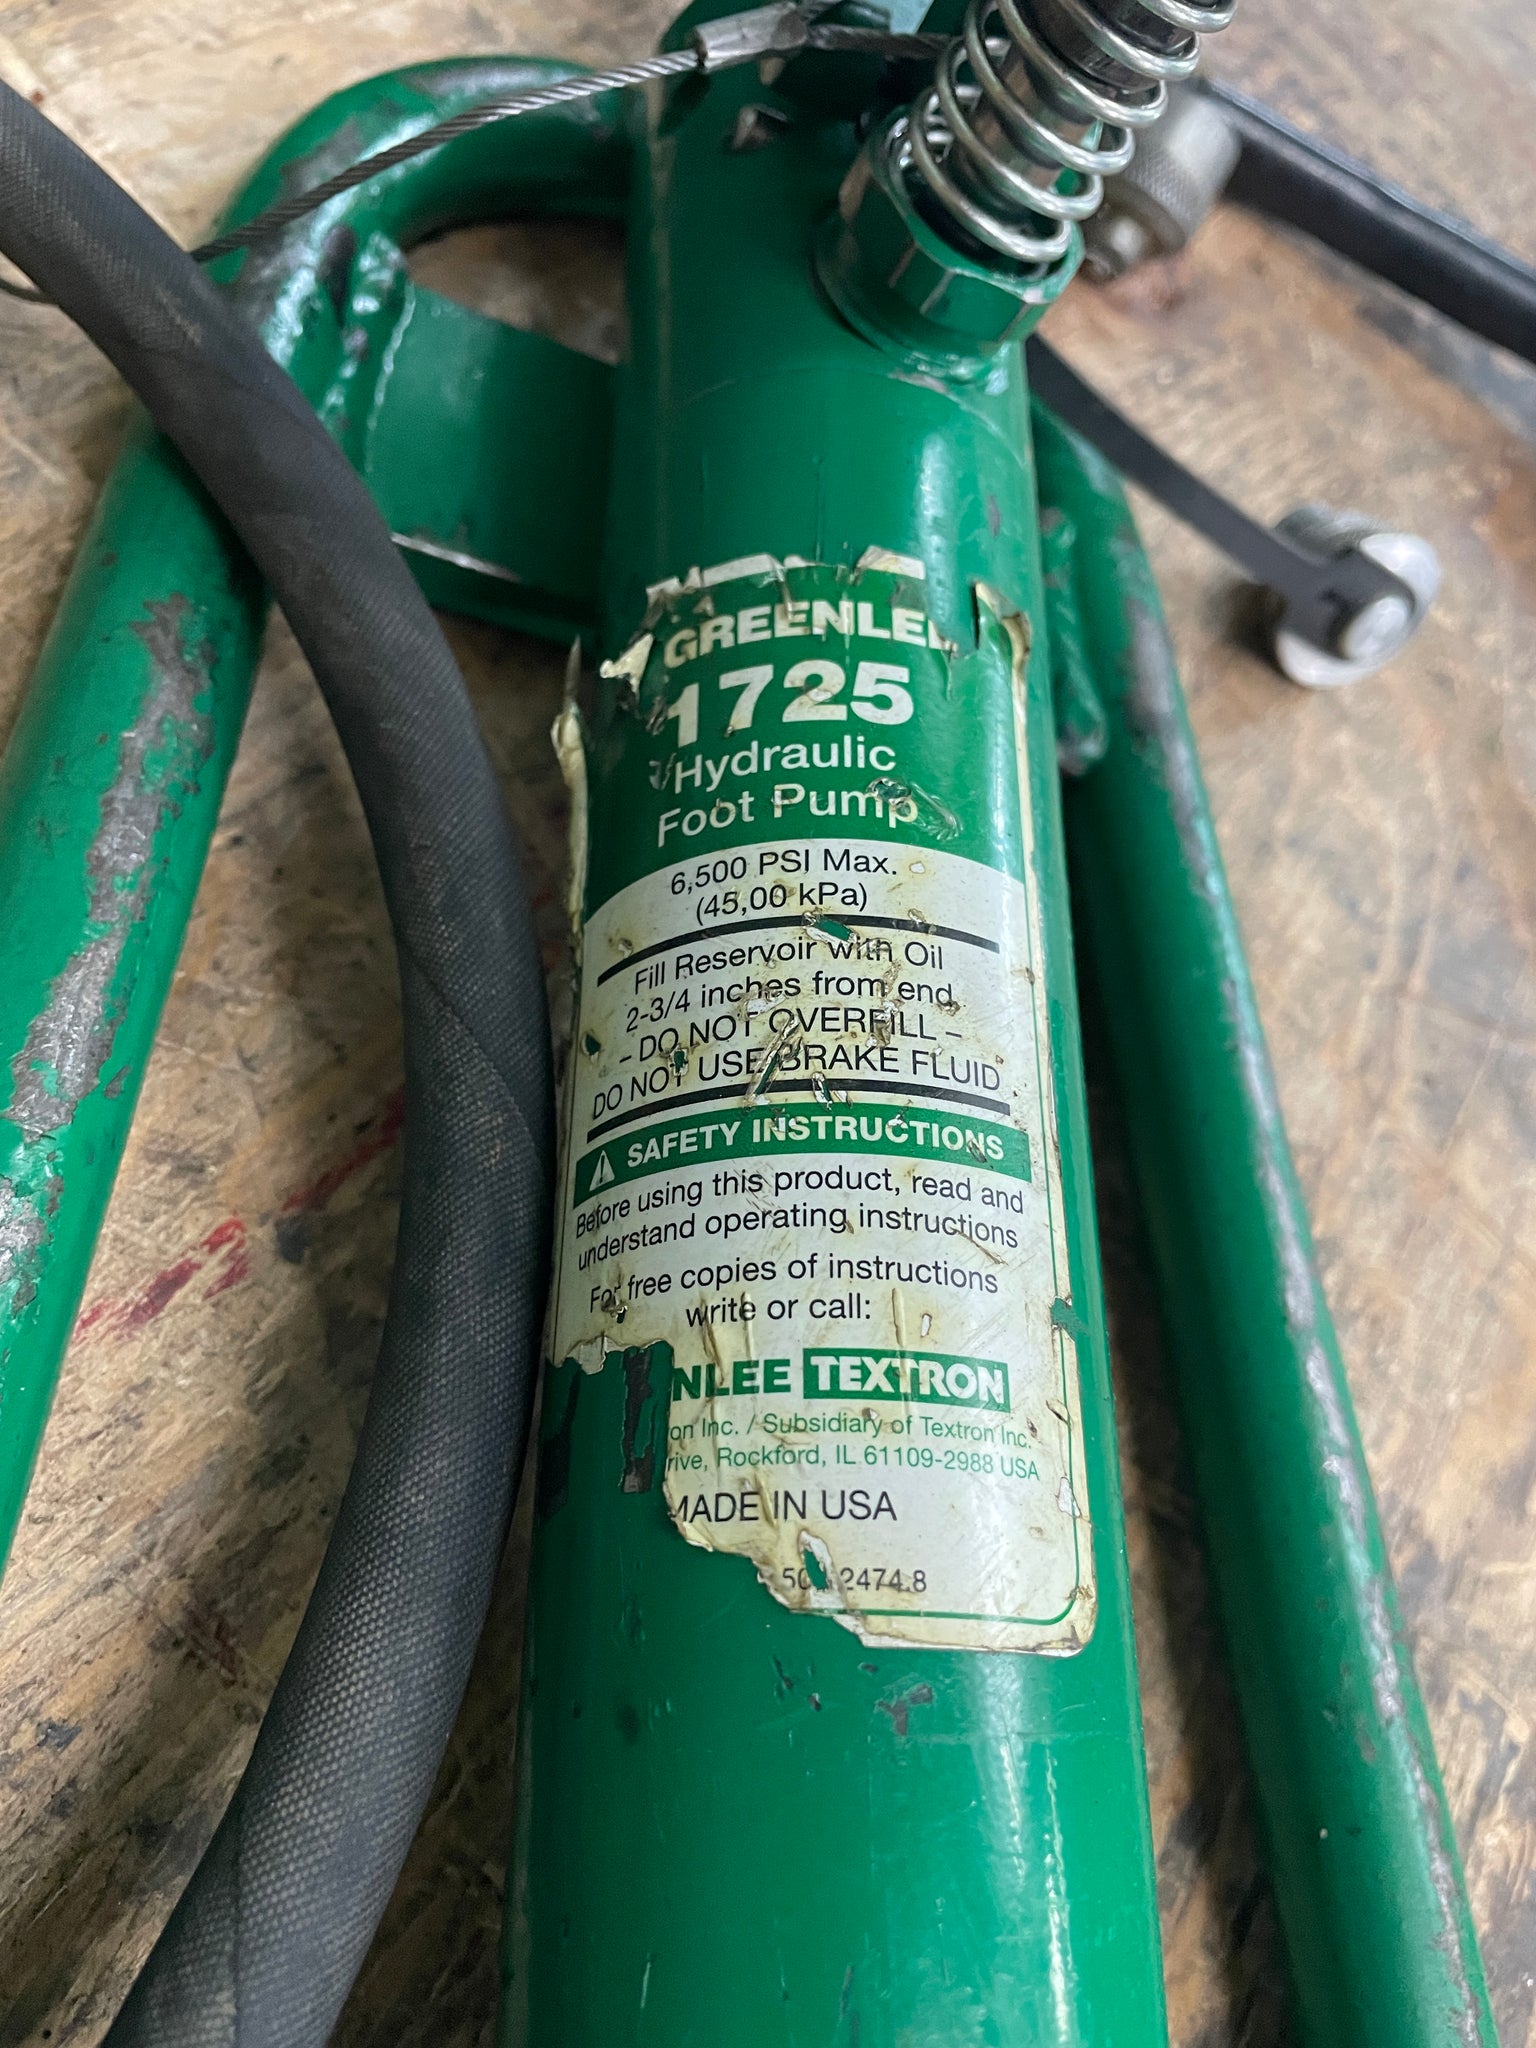 GREENLEE
1725
Hydraulic
Foot Pump
6,500 PSI Max.
(45,00 kPa)
Fill Reservoir with Oil
2-3/4 inches from end
– DO NOT OVERFILL –
DO NOT USE BRAKE FLUID
SAFETY INSTRUCTIONS
Before using this product, read and
understand operating instructions
For free copies of instructions
write or call:
NLEE TEXTRON
on Inc. / Subsidiary of Textron Inc.
rive, Rockford, IL 61109-2988 USA
MADE IN USA
2474.8